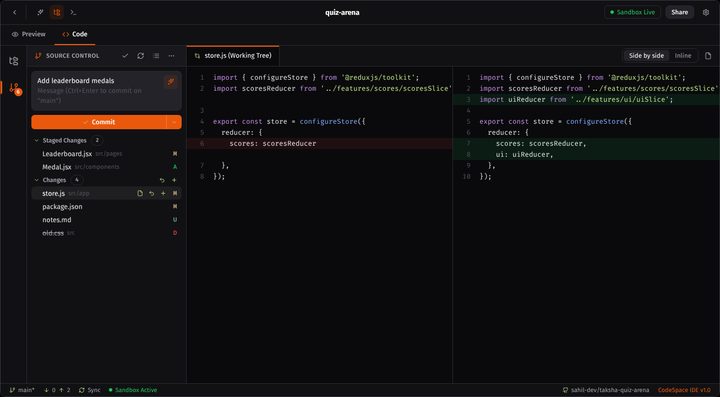 quiz-arena
Sandbox Live
Share
Preview
Code
SOURCE CONTROL
Add leaderboard medals
Message (Ctrl+Enter to commit on
"main")
Commit
Staged Changes 2
Leaderboard.jsx src/pages M
Medal.jsx src/components A
Changes 4
store.js src/app M
package.json M
notes.md U
old.css src D
6
store.js (Working Tree)
Side by side
Inline
1 import { configureStore } from '@reduxjs/toolkit';
2 import scoresReducer from '../features/scores/scoresSlice'
3
4 export const store = configureStore({
5 reducer: {
6 scores: scoresReducer
7 },
8 });
1 import { configureStore } from '@reduxjs/toolkit';
2 import scoresReducer from '../features/scores/scoresSlice'
3 import uiReducer from '../features/ui/uiSlice';
4
5 export const store = configureStore({
6 reducer: {
7 scores: scoresReducer,
8 ui: uiReducer,
9 },
10 });
main*
0 2
Sync
Sandbox Active
sahil-dev/taksha-quiz-arena
CodeSpace IDE v1.0